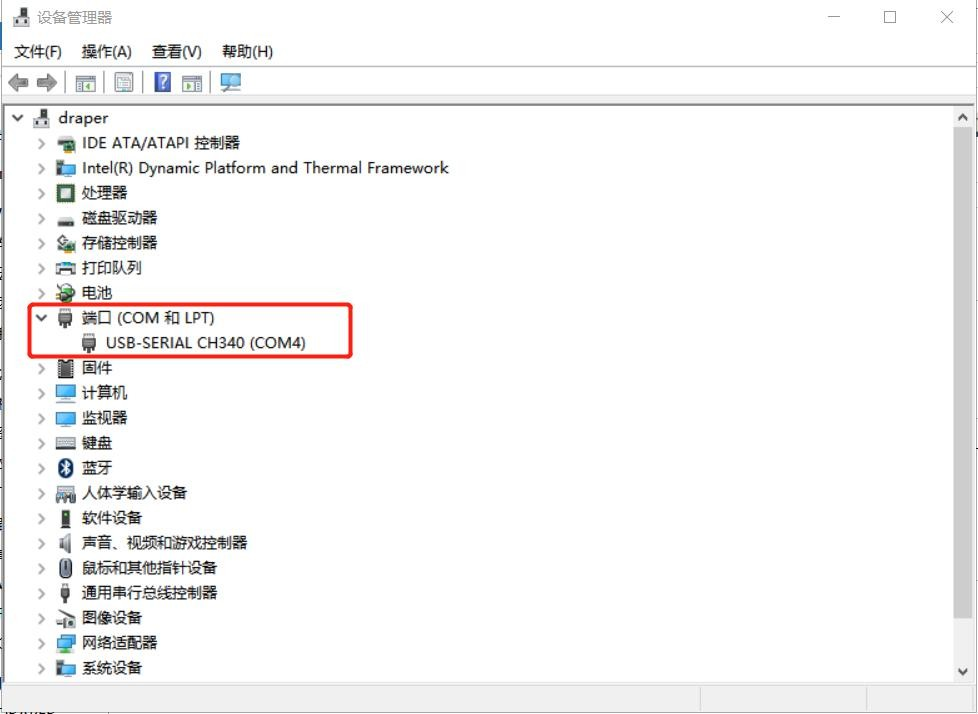 设备管理器
文件(F) 操作(A) 查看(V) 帮助(H)
draper
IDE ATA/ATAPI 控制器
Intel(R) Dynamic Platform and Thermal Framework
处理器
磁盘驱动器
存储控制器
打印队列
电池
端口 (COM 和 LPT)
USB-SERIAL CH340 (COM4)
固件
计算机
监视器
键盘
蓝牙
人体学输入设备
软件设备
声音、视频和游戏控制器
鼠标和其他指针设备
通用串行总线控制器
图像设备
网络适配器
系统设备